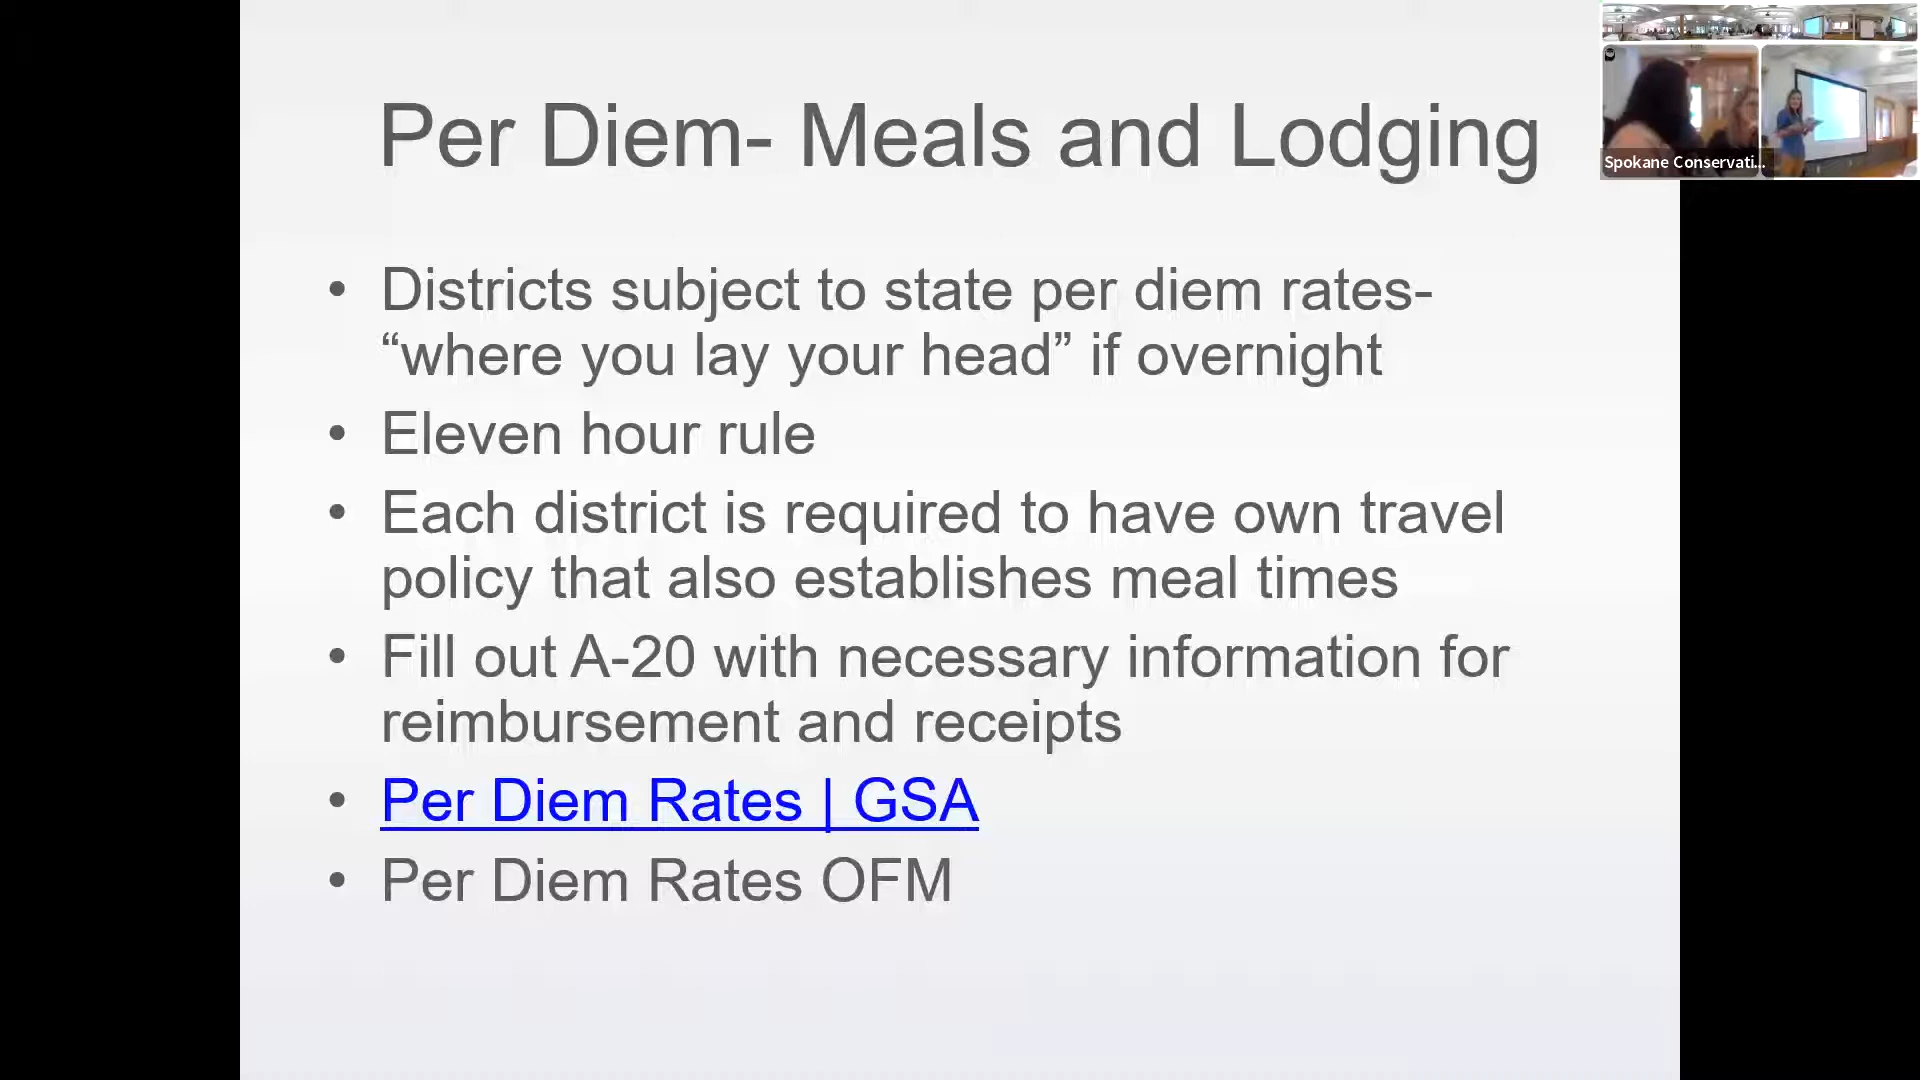 Per Diem- Meals and Lodging
• Districts subject to state per diem rates-
“where you lay your head” if overnight
• Eleven hour rule
• Each district is required to have own travel
policy that also establishes meal times
• Fill out A-20 with necessary information for
reimbursement and receipts
• Per Diem Rates | GSA
• Per Diem Rates OFM
Spokane Conservati...